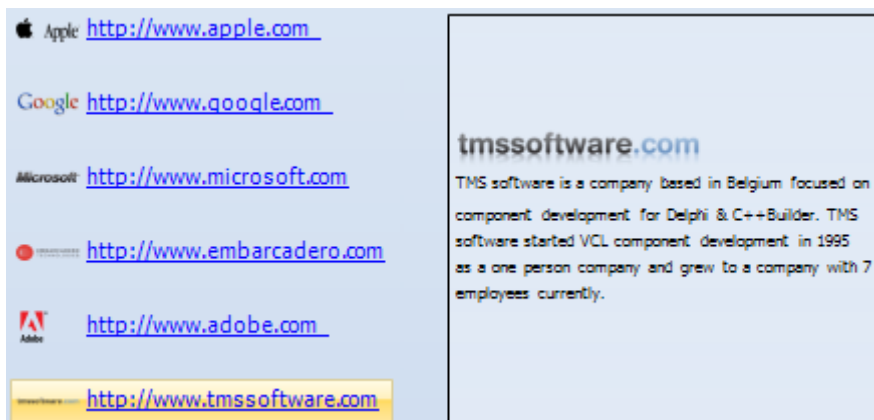 Apple http://www.apple.com
Google http://www.google.com
Microsoft http://www.microsoft.com
http://www.embarcadero.com
Adobe http://www.adobe.com
http://www.tmssoftware.com
tmssoftware.com
TMS software is a company based in Belgium focused on
component development for Delphi & C++Builder. TMS
software started VCL component development in 1995
as a one person company and grew to a company with 7
employees currently.